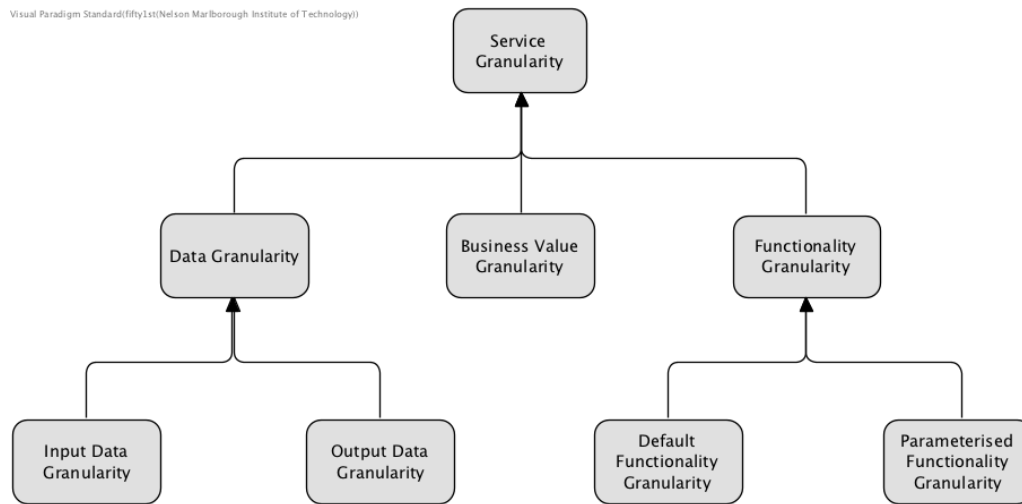 Visual Paradigm Standard(fifty1st(Nelson Marlborough Institute of Technology))
Service
Granularity
Data Granularity
Business Value
Granularity
Functionality
Granularity
Input Data
Granularity
Output Data
Granularity
Default
Functionality
Granularity
Parameterised
Functionality
Granularity